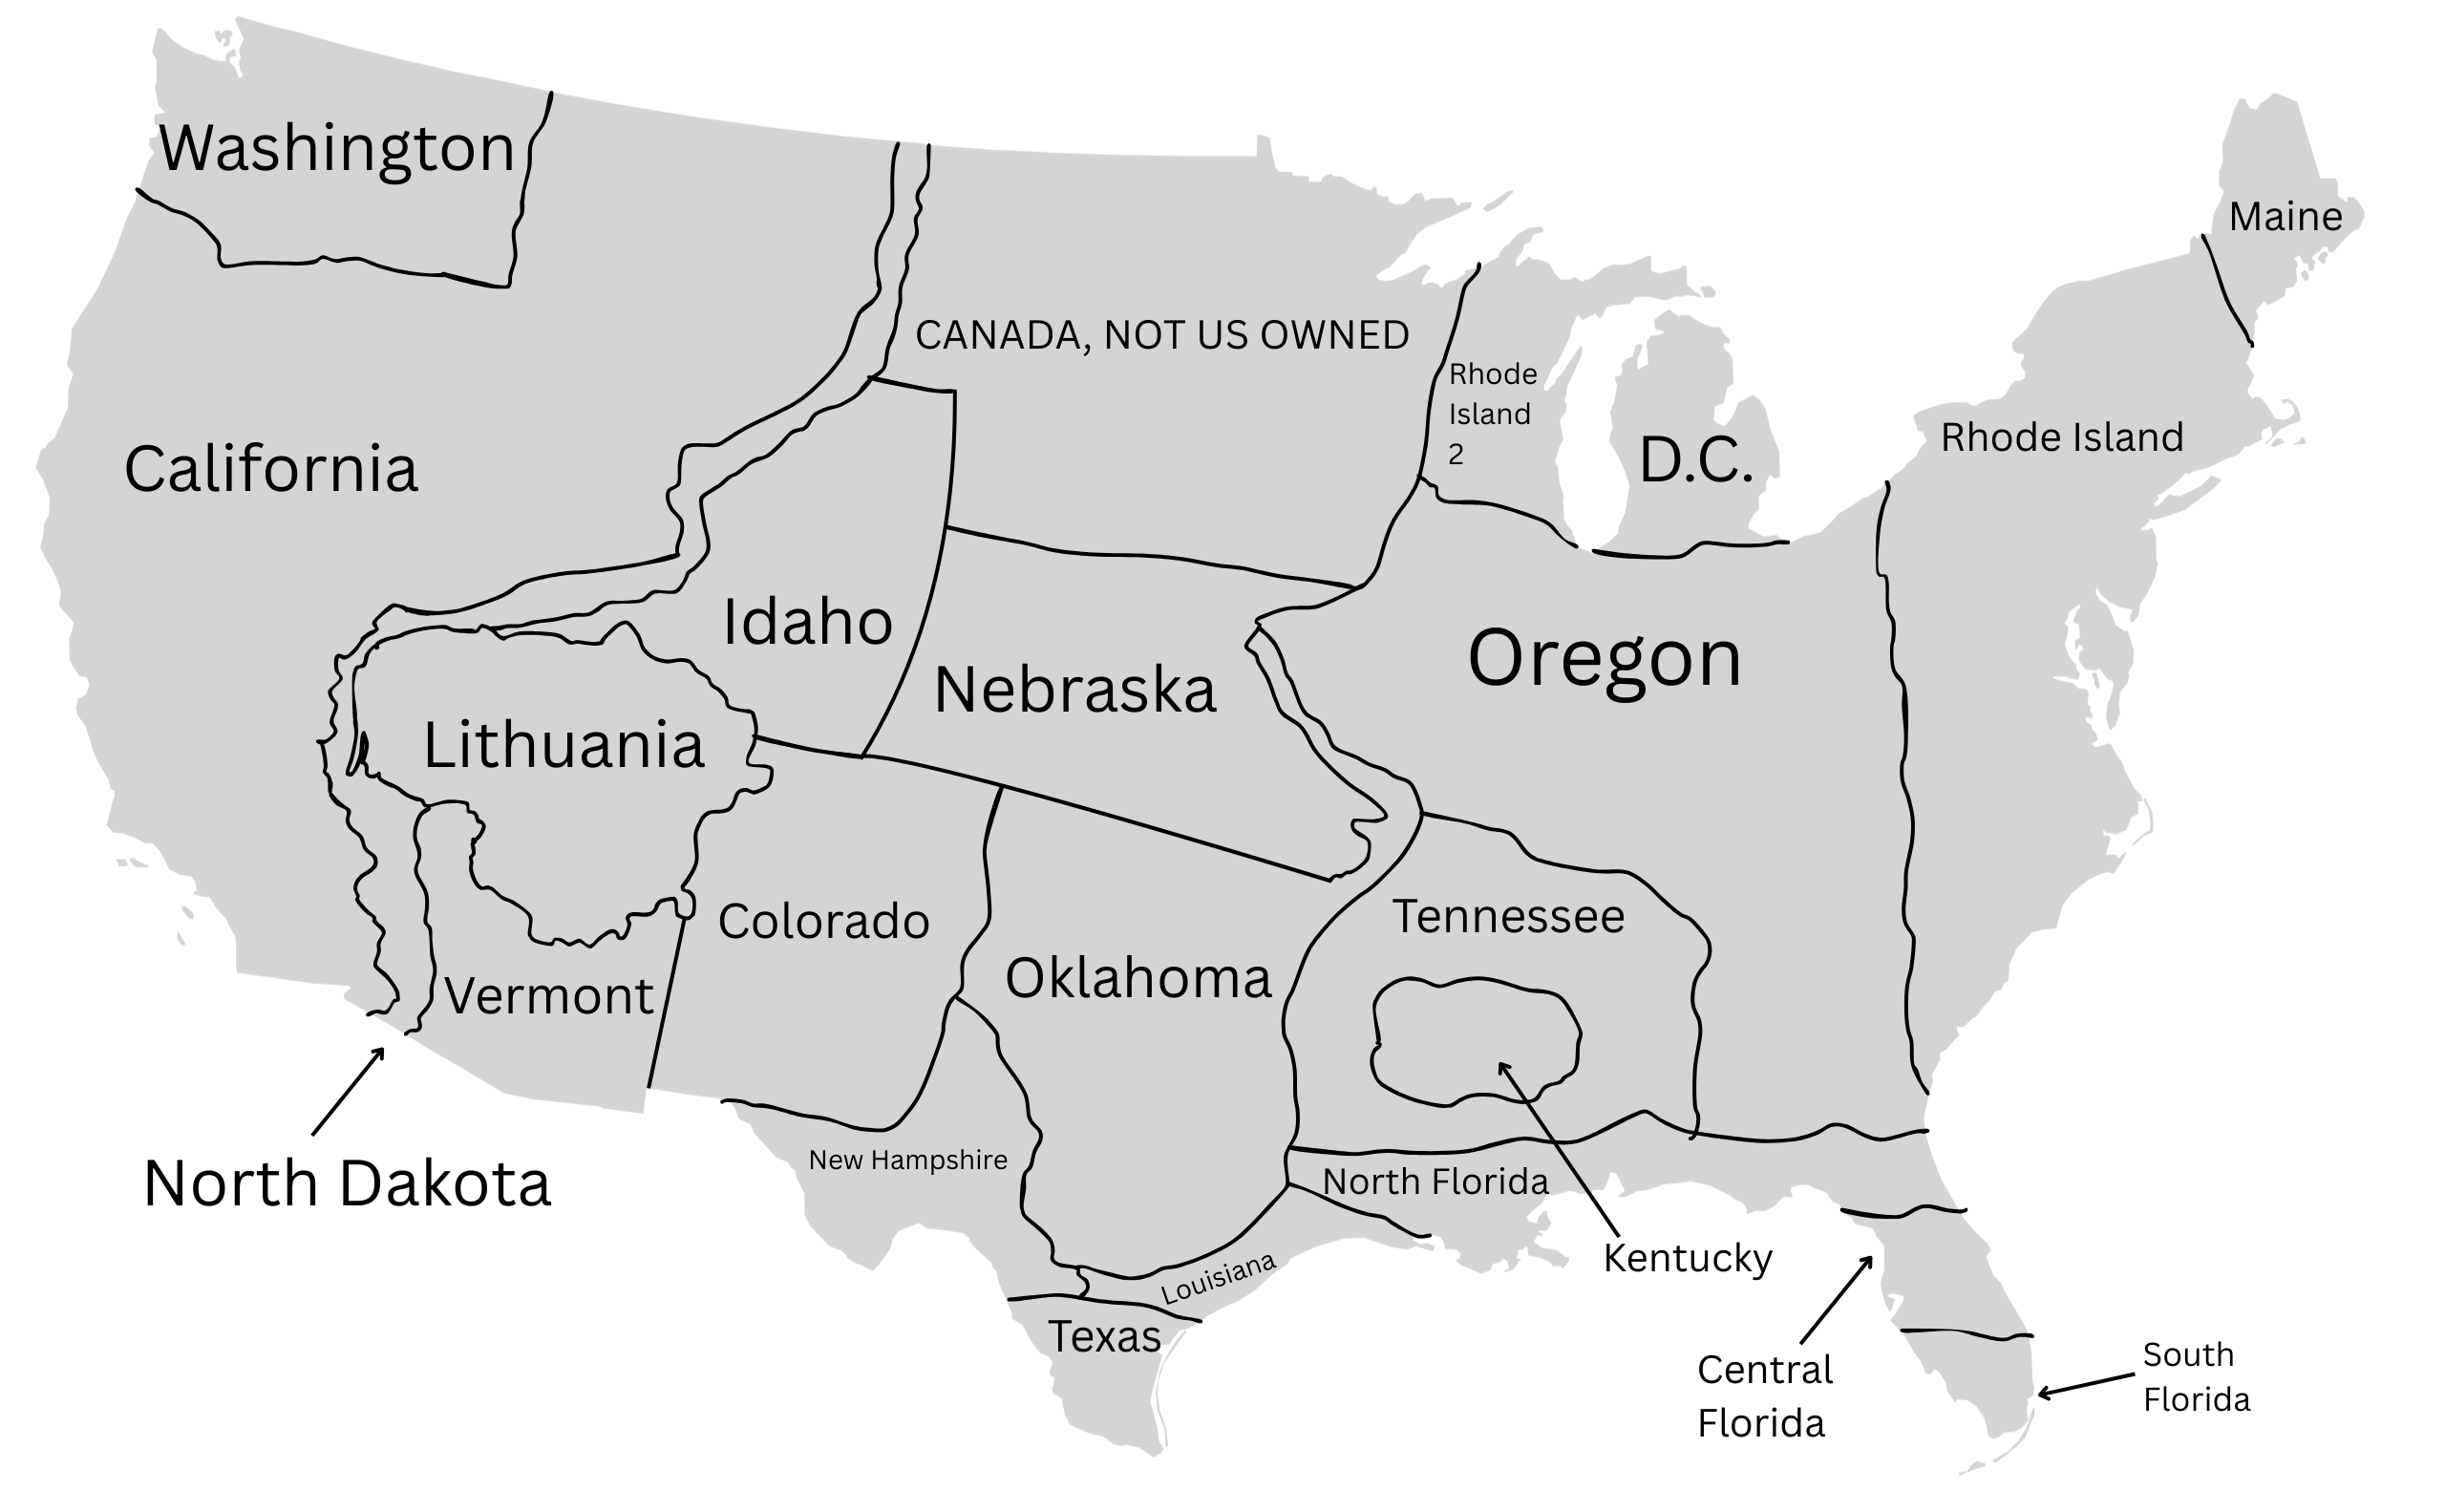 Washington
Maine
CANADA, NOT US OWNED
Rhode
Island
2
D.C.
Rhode Island
California
Idaho
Oregon
Nebraska
Lithuania
Tennessee
Colorado
Oklahoma
Vermont
New Hampshire
North Florida
North Dakota
Kentucky
Louisiana
Texas
Central
Florida
South
Florida